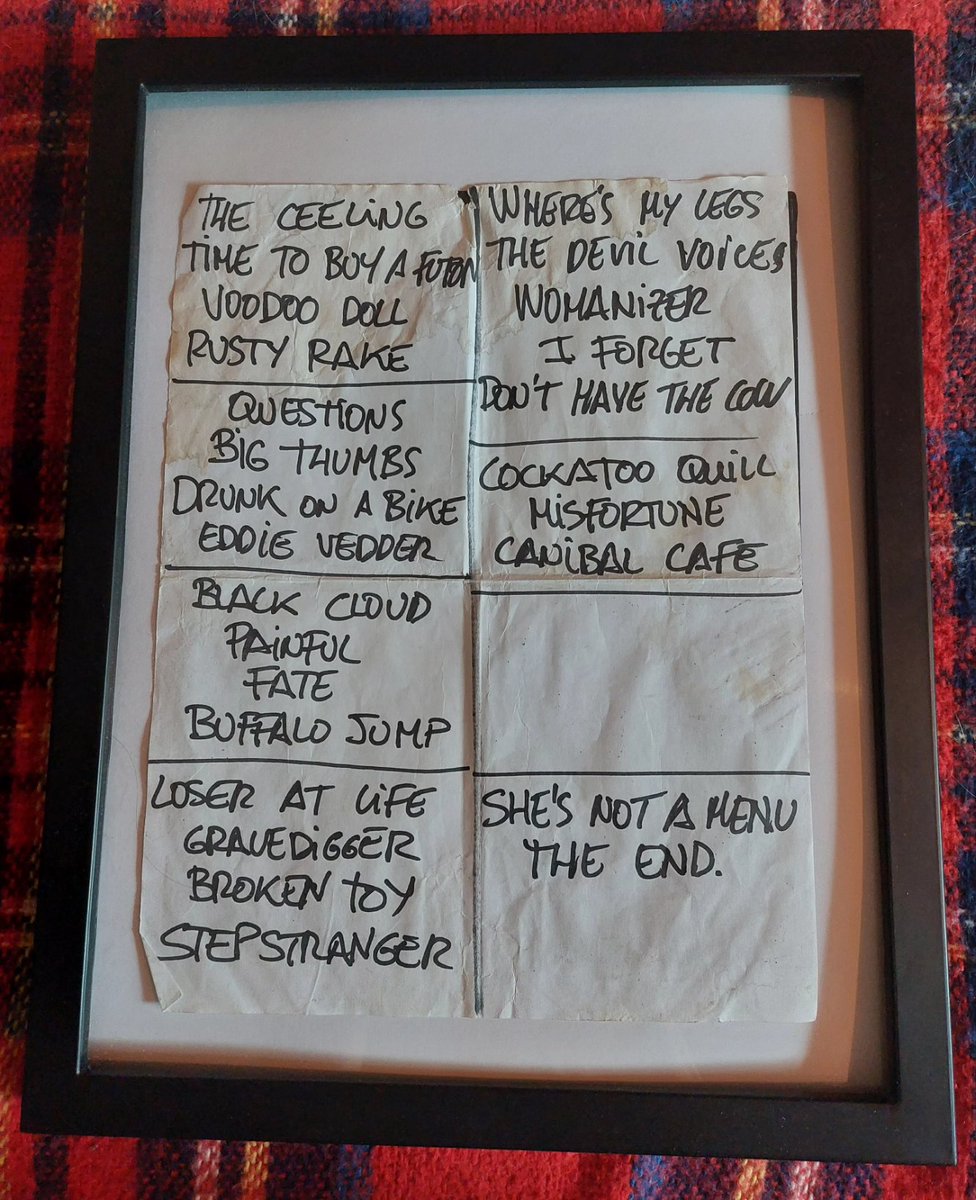 THE CEELING
TIME TO BUY A FUTON
VOODOO DOLL
RUSTY RAKE
QUESTIONS
BIG THUMBS
DRUNK ON A BIKE
EDDIE VEDDER
BLACK CLOUD
PAINFUL
FATE
BUFFALO JUMP
LOSER AT LIFE
GRAVEDIGGER
BROKEN TOY
STEPSTRANGER
WHERE'S MY LEGS
THE DEVIL VOICES
WOMANIZER
I FORGET
DON'T HAVE THE COW
COCKATOO QUILL
MISFORTUNE
CANIBAL CAFE
SHE'S NOT A MENU
THE END.